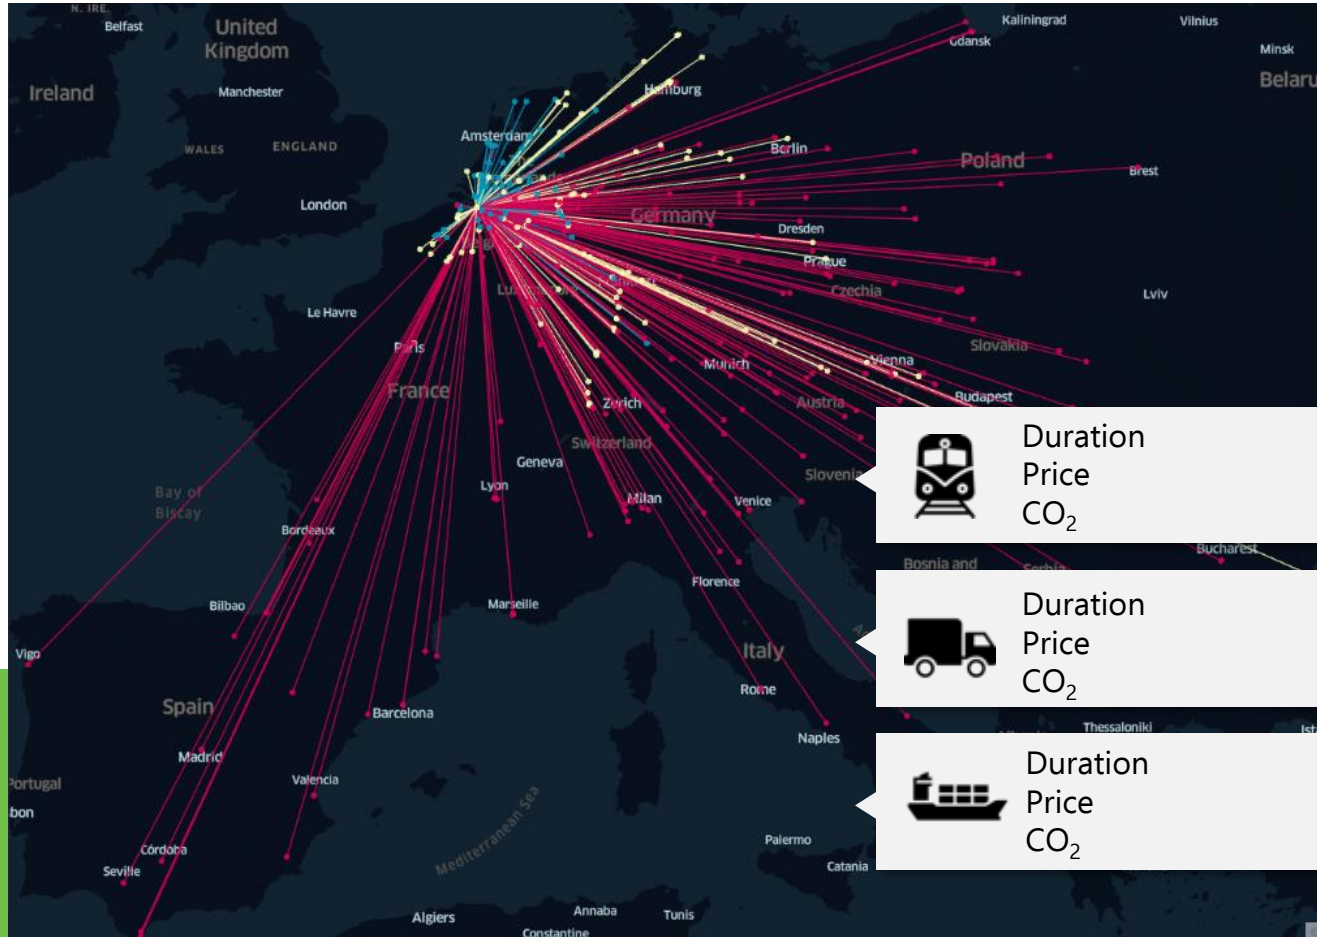 N. IRE.
Belfast
United
Kingdom
Kaliningrad
Vilnius
Gdansk
Minsk
Ireland
Manchester
Hamburg
Belaru
WALES
ENGLAND
Amsterdam
Berlin
Poland
Brest
London
Germany
Dresden
Prague
Czechia
Lviv
Le Havre
Paris
Slovakia
Munich
Vienna
France
Zurich
Austria
Budapest
Switzerland
Geneva
Slovenia
Lyon
Milan
Venice
Bay of
Biscay
Bordeaux
Duration
Price
CO₂
Bucharest
Bosnia and
Serbia
Florence
Bilbao
Marseille
Vigo
Italy
Rome
Duration
Price
CO₂
Spain
Barcelona
Naples
Thessaloniki
Ist
Madrid
Valencia
Portugal
bon
Mediterranean Sea
Duration
Price
CO₂
Palermo
Catania
Córdoba
Seville
Algiers
Annaba
Tunis
Constantine